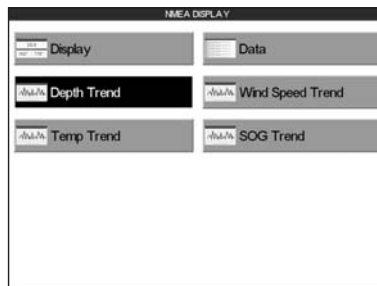 NMEA DISPLAY
Display
Data
Depth Trend
Wind Speed Trend
Temp Trend
SOG Trend